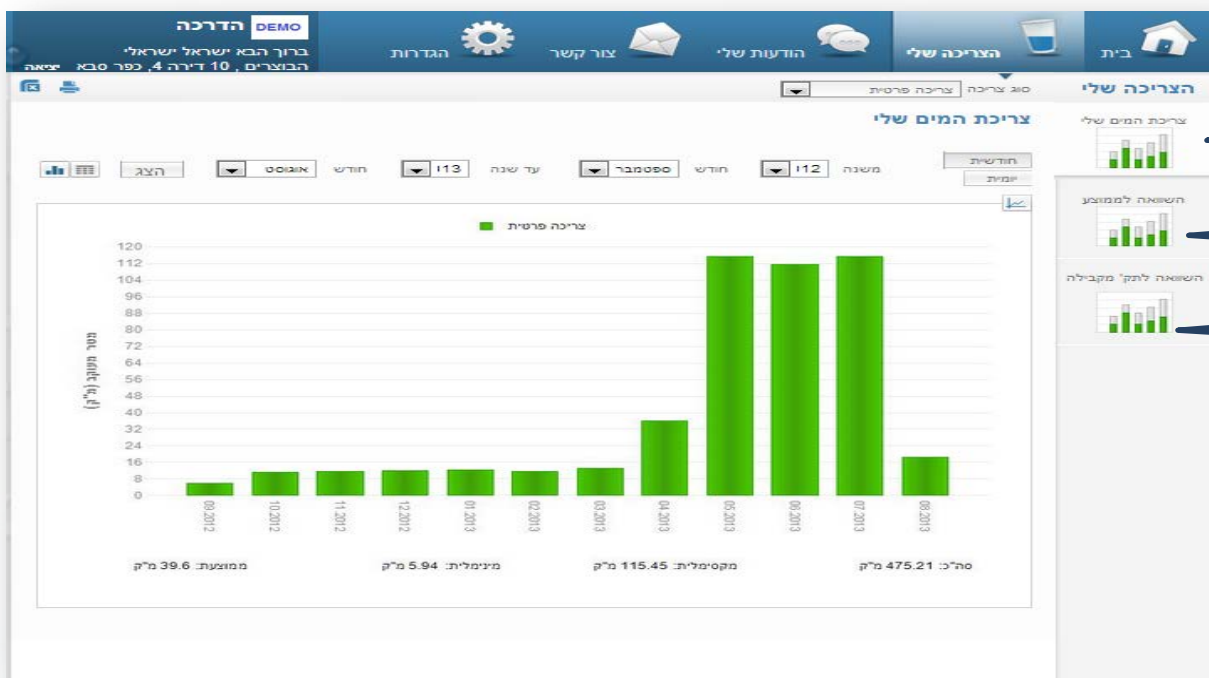 בית
הצריכה שלי
הודעות שלי
צור קשר
הגדרות
DEMO הדרכה
ברוך הבא ישראל ישראלי
הבוצרים , 10 דירה 4, כפר סבא יציאה
הצריכה שלי
סוג צריכה צריכה פרטית
צריכת המים שלי
השוואה לממוצע
השוואה לתק' מקבילה
צריכת המים שלי
חודשית
יומית
משנה 12 חודש ספטמבר עד שנה 13 חודש אוגוסט הצג
צריכה פרטית
מטר מעוקב (מ"ק)
120
112
104
96
88
80
72
64
56
48
40
32
24
16
8
0
09.2012 10.2012 11.2012 12.2012 01.2013 02.2013 03.2013 04.2013 05.2013 06.2013 07.2013 08.2013
סה"כ: 475.21 מ"ק מקסימלית: 115.45 מ"ק מינימלית: 5.94 מ"ק ממוצעת: 39.6 מ"ק